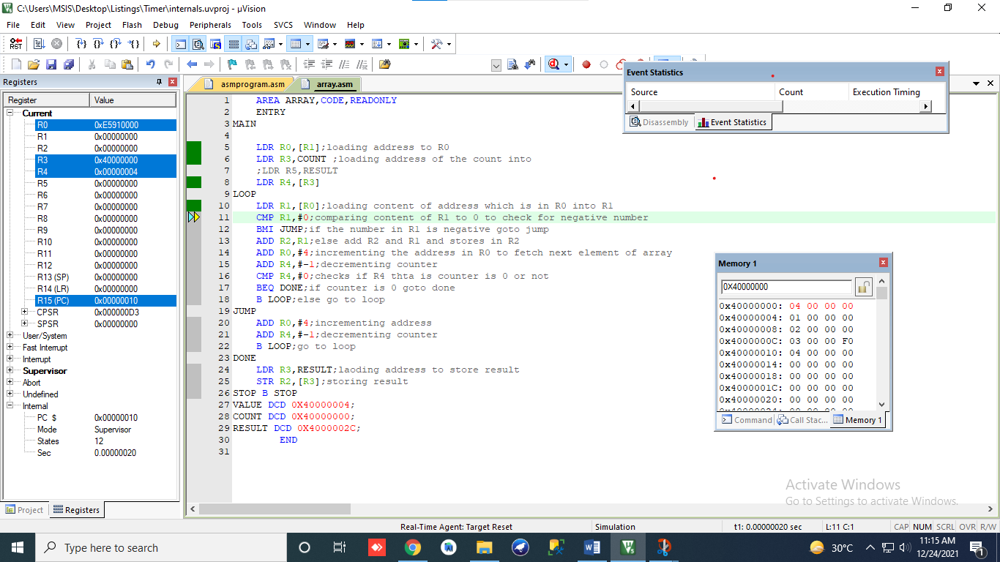 C:\Users\MSIS\Desktop\Listings\Timer\internals.uvproj - µVision
File Edit View Project Flash Debug Peripherals Tools SVCS Window Help
Registers
Register Value
Current
R0 0xE5910000
R1 0x00000000
R2 0x00000000
R3 0x40000000
R4 0x00000004
R5 0x00000000
R6 0x00000000
R7 0x00000000
R8 0x00000000
R9 0x00000000
R10 0x00000000
R11 0x00000000
R12 0x00000000
R13 (SP) 0x00000000
R14 (LR) 0x00000000
R15 (PC) 0x00000010
CPSR 0x000000D3
SPSR 0x00000000
User/System
Fast Interrupt
Interrupt
Supervisor
Abort
Undefined
Internal
PC $ 0x00000010
Mode Supervisor
States 12
Sec 0.00000020
Project Registers
asmprogram.asm array.asm
1 AREA ARRAY,CODE,READONLY
2 ENTRY
3 MAIN
4
5 LDR R0,[R1];loading address to R0
6 LDR R3,COUNT ;loading address of the count into
7 ;LDR R5,RESULT
8 LDR R4,[R3]
9 LOOP
10 LDR R1,[R0];loading content of address which is in R0 into R1
11 CMP R1,#0;comparing content of R1 to 0 to check for negative number
12 BMI JUMP;if the number in R1 is negative goto jump
13 ADD R2,R1;else add R2 and R1 and stores in R2
14 ADD R0,#4;incrementing the address in R0 to fetch next element of array
15 ADD R4,#-1;decrementing counter
16 CMP R4,#0;checks if R4 thta is counter is 0 or not
17 BEQ DONE;if counter is 0 goto done
18 B LOOP;else go to loop
19 JUMP
20 ADD R0,#4;incrementing address
21 ADD R4,#-1;decrementing counter
22 B LOOP;go to loop
23 DONE
24 LDR R3,RESULT;laoding address to store result
25 STR R2,[R3];storing result
26 STOP B STOP
27 VALUE DCD 0X40000004;
28 COUNT DCD 0X40000000;
29 RESULT DCD 0X4000002C;
30 END
31
Event Statistics
Source Count Execution Timing
Disassembly Event Statistics
Memory 1
0X40000000
0x40000000: 04 00 00 00
0x40000004: 01 00 00 00
0x40000008: 02 00 00 00
0x4000000C: 03 00 00 F0
0x40000010: 04 00 00 00
0x40000014: 00 00 00 00
0x40000018: 00 00 00 00
0x4000001C: 00 00 00 00
0x40000020: 00 00 00 00
Command Call Stac... Memory 1
Activate Windows
Go to Settings to activate Windows.
Real-Time Agent: Target Reset Simulation t1: 0.00000020 sec L:11 C:1 CAP NUM SCRL OVR R/W
Type here to search
30°C
11:15 AM
12/24/2021
1